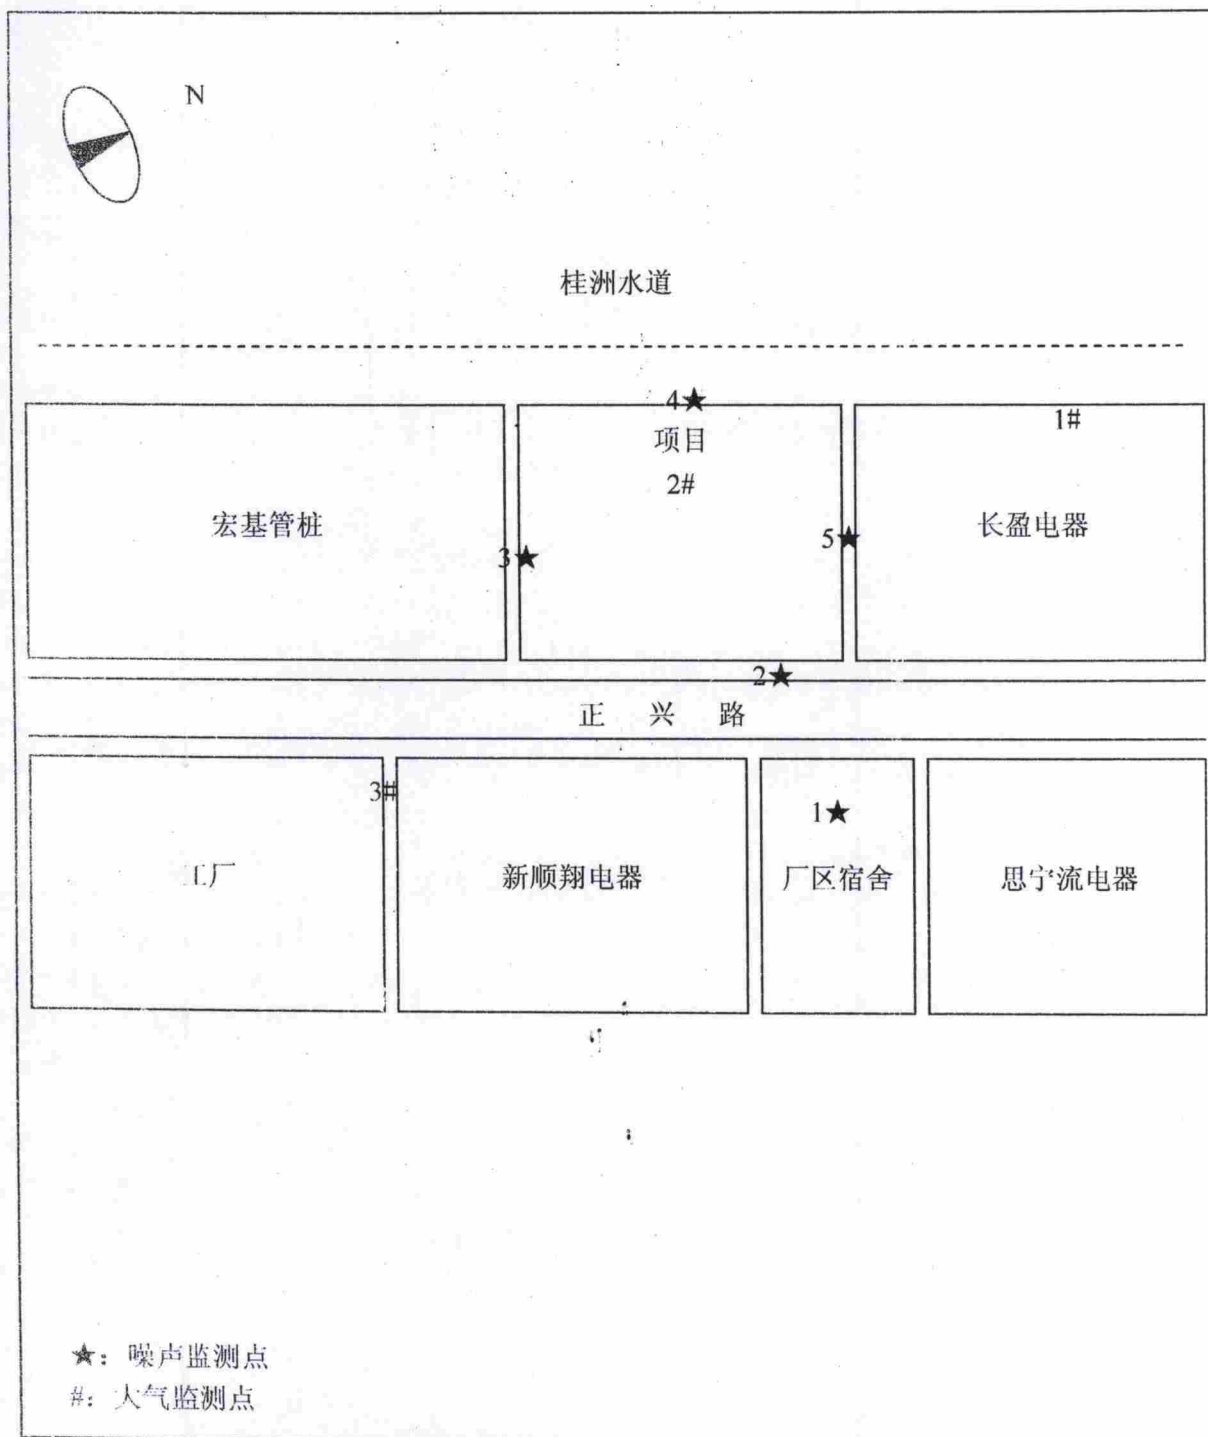 N
桂洲水道
4★
1#
项目
2#
宏基管桩
长盈电器
5★
3★
2★
正 兴 路
3#
1★
工厂
新顺翔电器
厂区宿舍
思宁流电器
★：噪声监测点
#：大气监测点